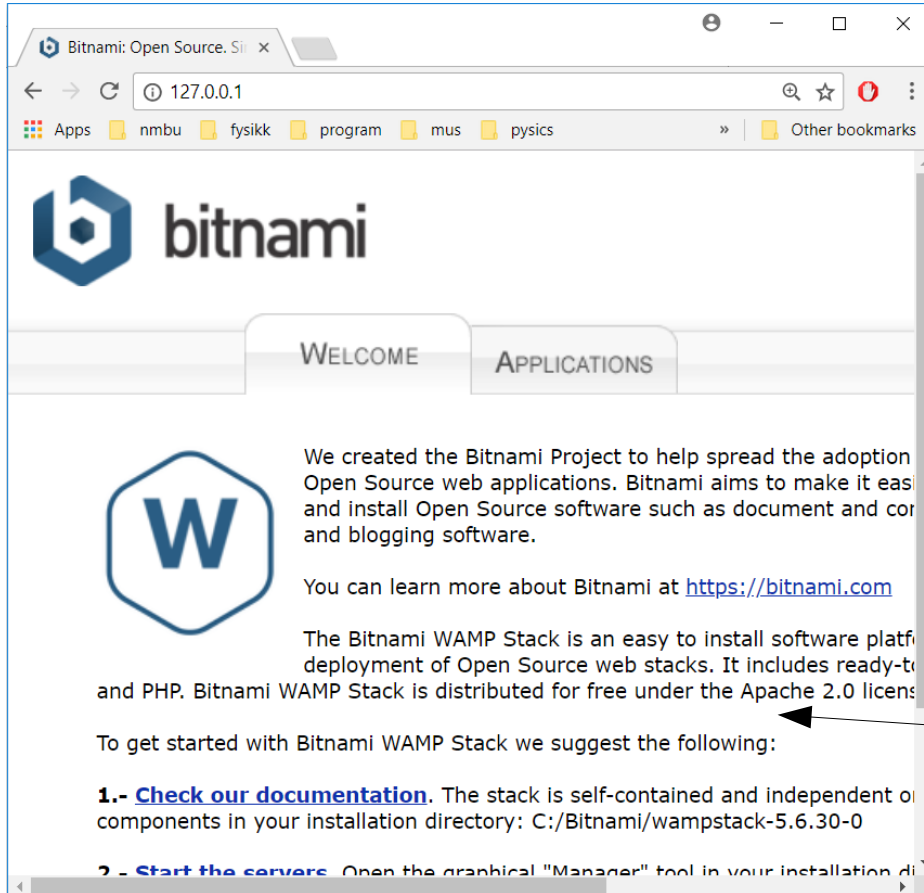 Bitnami: Open Source. Si
127.0.0.1
Apps nmbu fysikk program mus pysics » Other bookmarks
bitnami
WELCOME APPLICATIONS
W
We created the Bitnami Project to help spread the adoption
Open Source web applications. Bitnami aims to make it easi
and install Open Source software such as document and con
and blogging software.
You can learn more about Bitnami at https://bitnami.com
The Bitnami WAMP Stack is an easy to install software platf
deployment of Open Source web stacks. It includes ready-to
and PHP. Bitnami WAMP Stack is distributed for free under the Apache 2.0 licens
To get started with Bitnami WAMP Stack we suggest the following:
1.- Check our documentation. The stack is self-contained and independent o
components in your installation directory: C:/Bitnami/wampstack-5.6.30-0
2.- Start the servers. Open the graphical "Manager" tool in your installation di